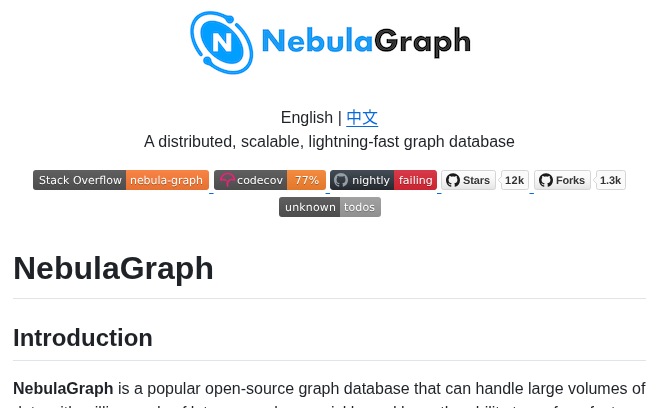 NebulaGraph
English | 中文
A distributed, scalable, lightning-fast graph database
Stack Overflow nebula-graph codecov 77% nightly failing Stars 12k Forks 1.3k
unknown todos
NebulaGraph
Introduction
NebulaGraph is a popular open-source graph database that can handle large volumes of